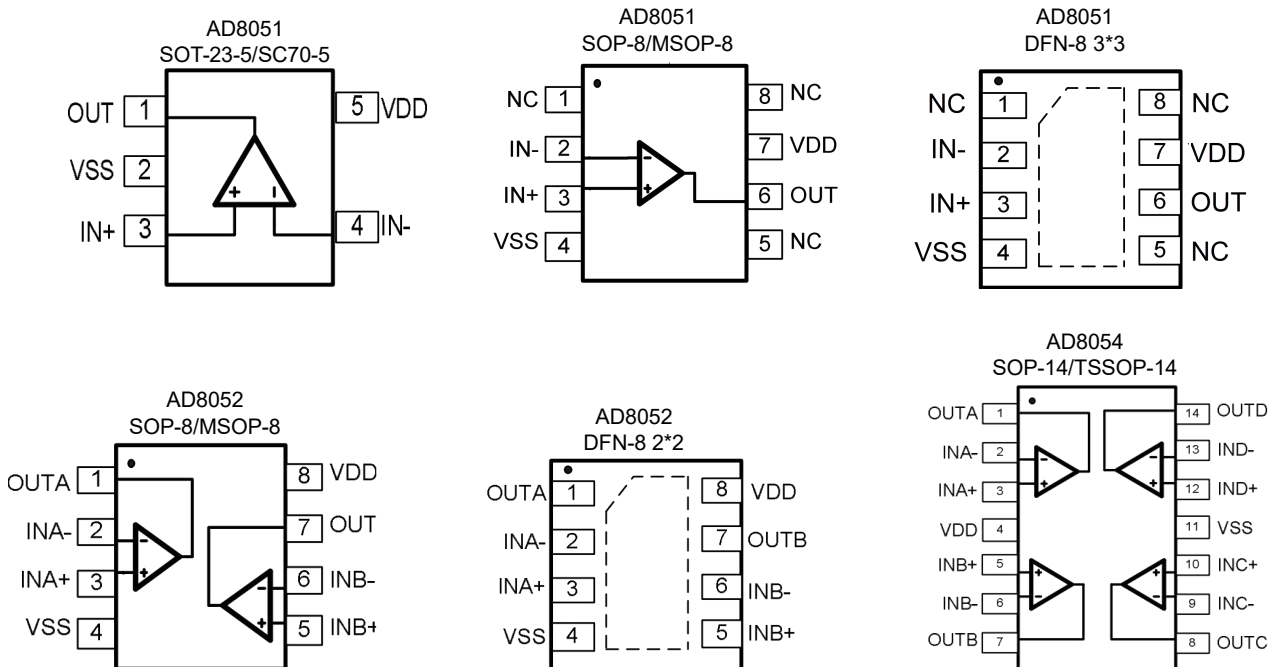 AD8051
SOT-23-5/SC70-5
OUT 1
5 VDD
VSS 2
IN+ 3
4 IN-
+ -
AD8051
SOP-8/MSOP-8
NC 1
8 NC
IN- 2
7 VDD
IN+ 3
6 OUT
VSS 4
5 NC
-
+
AD8051
DFN-8 3*3
NC 1
8 NC
IN- 2
7 VDD
IN+ 3
6 OUT
VSS 4
5 NC
AD8052
SOP-8/MSOP-8
OUTA 1
8 VDD
INA- 2
7 OUT
INA+ 3
6 INB-
VSS 4
5 INB+
-
+
-
+
AD8052
DFN-8 2*2
OUTA 1
8 VDD
INA- 2
7 OUTB
INA+ 3
6 INB-
VSS 4
5 INB+
AD8054
SOP-14/TSSOP-14
OUTA 1
14 OUTD
INA- 2
13 IND-
INA+ 3
12 IND+
VDD 4
11 VSS
INB+ 5
10 INC+
INB- 6
9 INC-
OUTB 7
8 OUTC
- -
+ +
+ +
- -